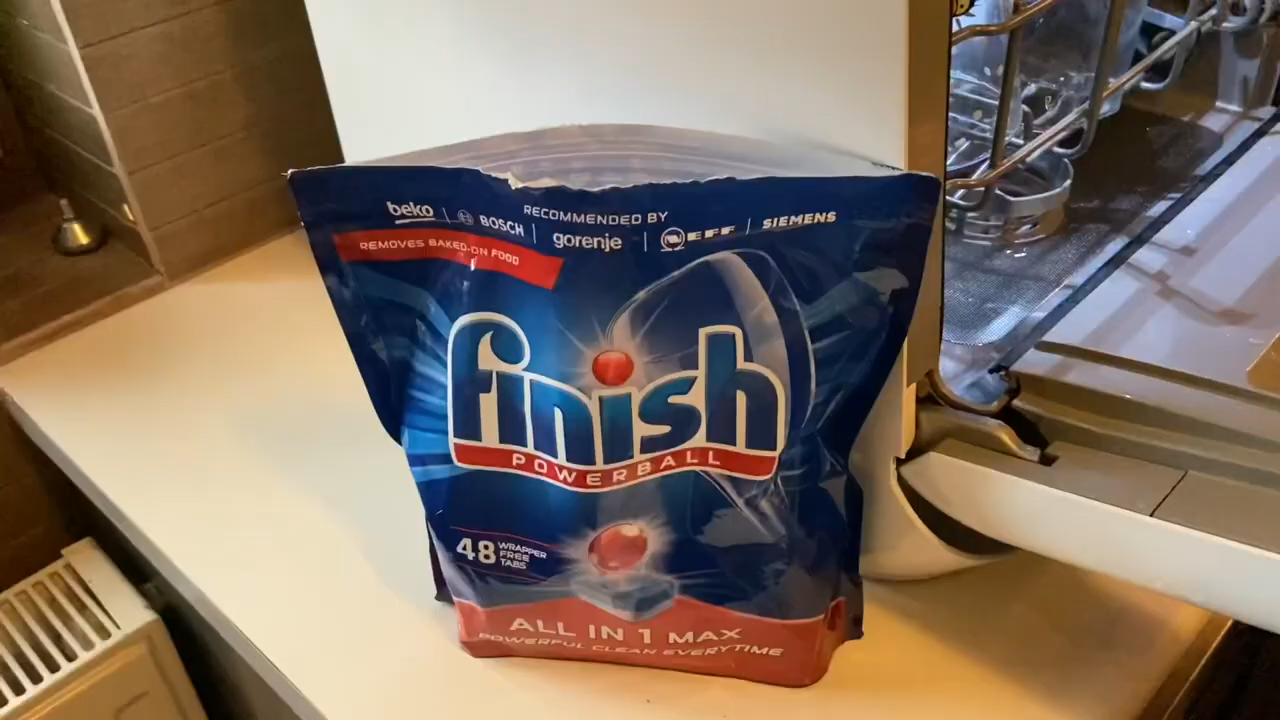 RECOMMENDED BY
beko | BOSCH | gorenje | NEFF | SIEMENS
REMOVES BAKED-ON FOOD
finish
POWERBALL
48 WRAPPER
FREE
TABS
ALL IN 1 MAX
POWERFUL CLEAN EVERYTIME